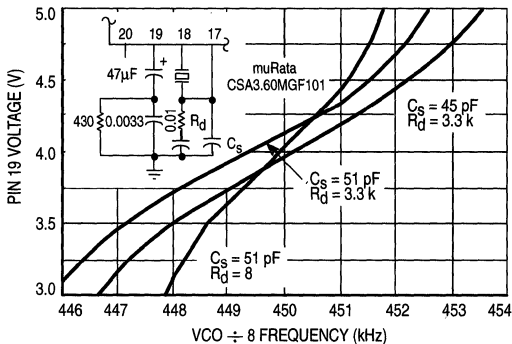 5.0
4.5
4.0
3.5
3.0
PIN 19 VOLTAGE (V)
20 19 18 17
47µF
+
430
0.0033
0.01
Rd
Cs
muRata
CSA3.60MGF101
Cs = 45 pF
Rd = 3.3 k
Cs = 51 pF
Rd = 3.3 k
Cs = 51 pF
Rd = 8
446 447 448 449 450 451 452 453 454
VCO ÷ 8 FREQUENCY (kHz)